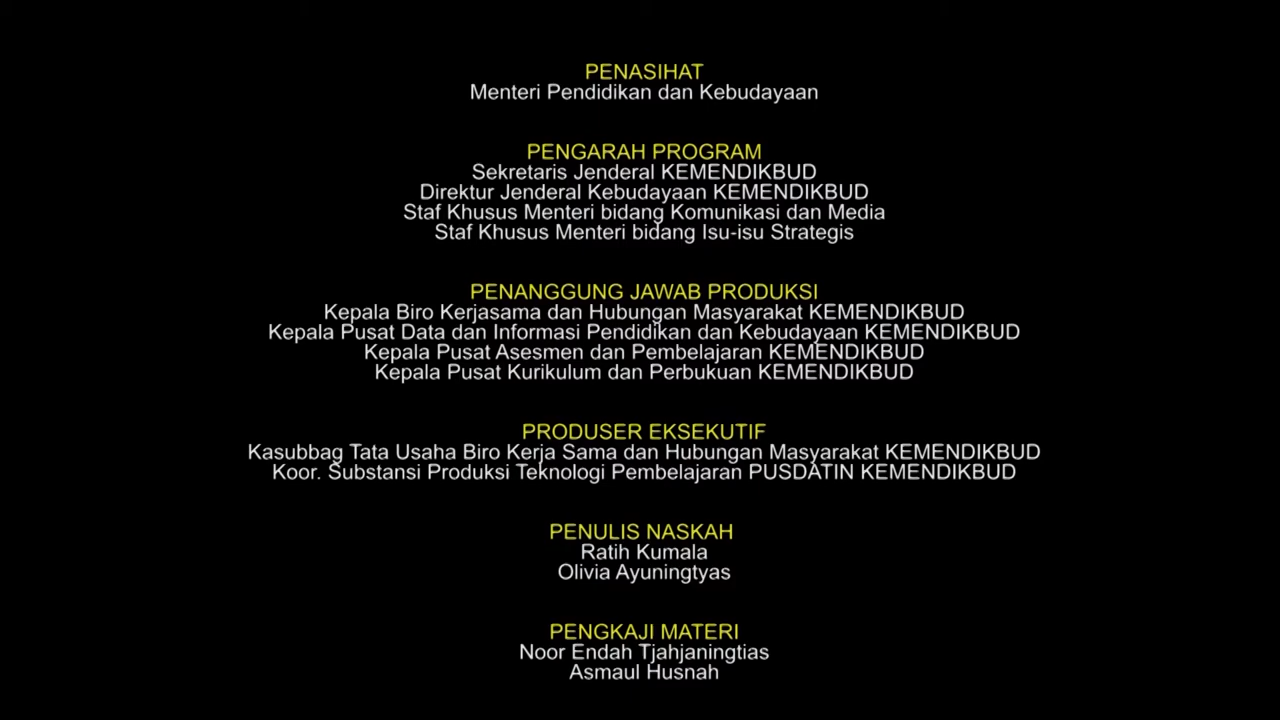 PENASIHAT
Menteri Pendidikan dan Kebudayaan
PENGARAH PROGRAM
Sekretaris Jenderal KEMENDIKBUD
Direktur Jenderal Kebudayaan KEMENDIKBUD
Staf Khusus Menteri bidang Komunikasi dan Media
Staf Khusus Menteri bidang Isu-isu Strategis
PENANGGUNG JAWAB PRODUKSI
Kepala Biro Kerjasama dan Hubungan Masyarakat KEMENDIKBUD
Kepala Pusat Data dan Informasi Pendidikan dan Kebudayaan KEMENDIKBUD
Kepala Pusat Asesmen dan Pembelajaran KEMENDIKBUD
Kepala Pusat Kurikulum dan Perbukuan KEMENDIKBUD
PRODUSER EKSEKUTIF
Kasubbag Tata Usaha Biro Kerja Sama dan Hubungan Masyarakat KEMENDIKBUD
Koor. Substansi Produksi Teknologi Pembelajaran PUSDATIN KEMENDIKBUD
PENULIS NASKAH
Ratih Kumala
Olivia Ayuningtyas
PENGKAJI MATERI
Noor Endah Tjahjaningtias
Asmaul Husnah